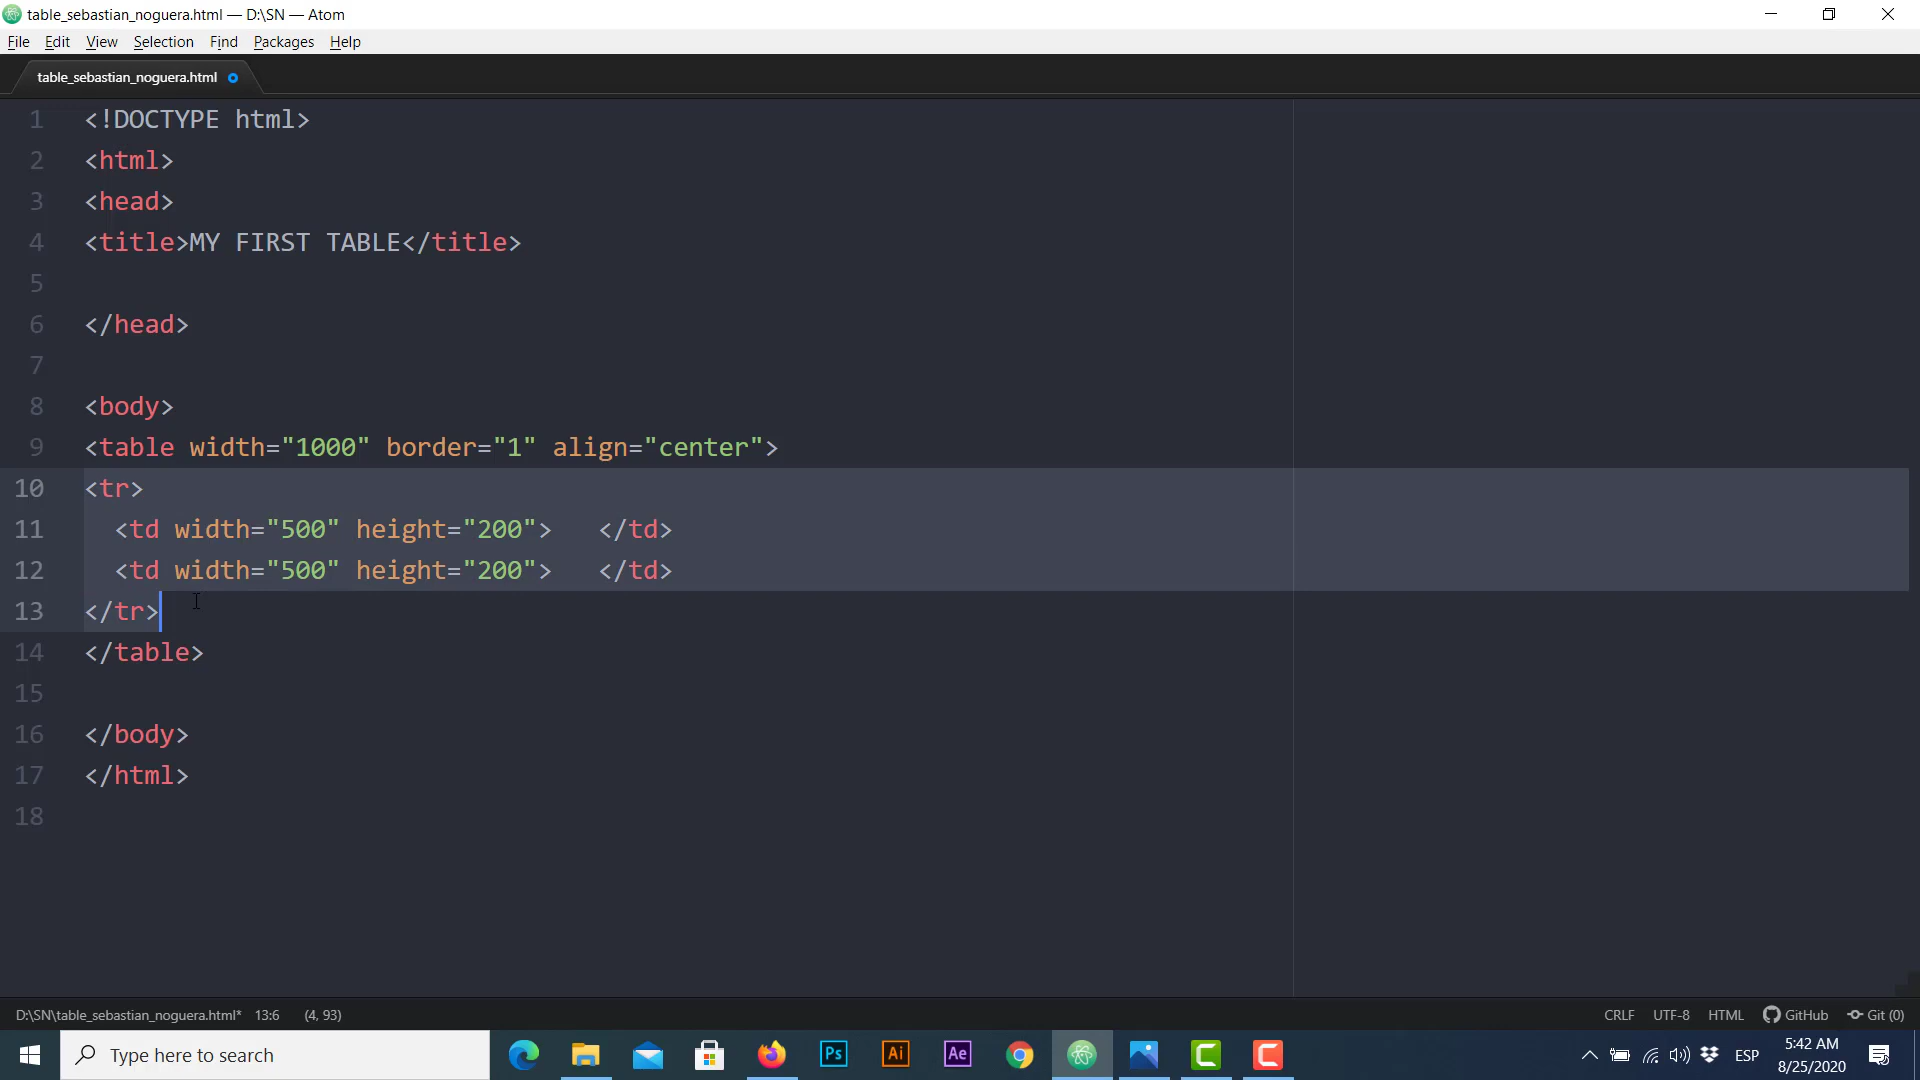 table_sebastian_noguera.html — D:\SN — Atom
File Edit View Selection Find Packages Help
table_sebastian_noguera.html
1 <!DOCTYPE html>
2 <html>
3 <head>
4 <title>MY FIRST TABLE</title>
5
6 </head>
7
8 <body>
9 <table width="1000" border="1" align="center">
10 <tr>
11 <td width="500" height="200">   </td>
12 <td width="500" height="200">   </td>
13 </tr>
14 </table>
15
16 </body>
17 </html>
18
D:\SN\table_sebastian_noguera.html* 13:6 (4, 93) CRLF UTF-8 HTML GitHub Git (0)
Type here to search Ps Ai Ae ESP 5:42 AM
8/25/2020